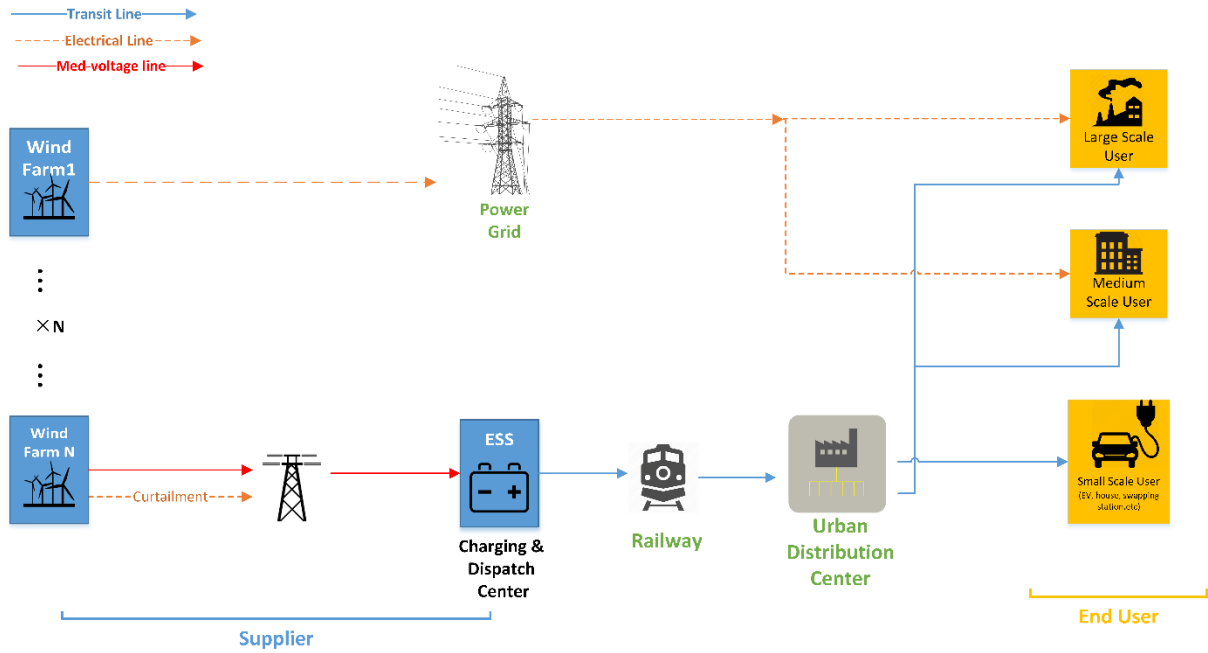 Transit Line
Electrical Line
Med-voltage line
Wind
Farm1
Power
Grid
Large Scale
User
Medium
Scale User
⋮
×N
⋮
Wind
Farm N
Curtailment
ESS
Charging &
Dispatch
Center
Railway
Urban
Distribution
Center
Small Scale User
(EV, house, swapping
station,etc)
Supplier
End User